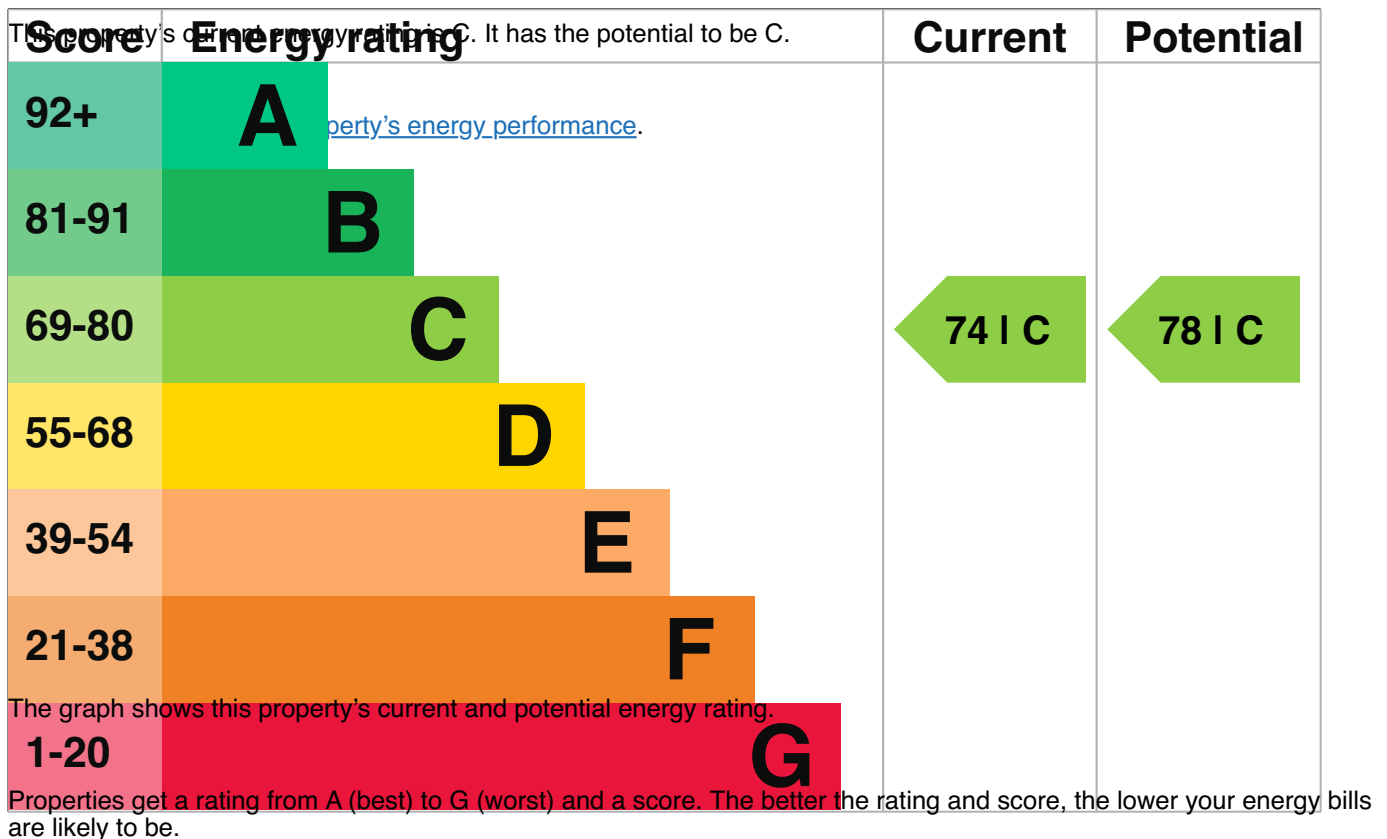 This property's current energy rating is C. It has the potential to be C.
Score Energy rating Current Potential
92+ A
perty's energy performance.
81-91 B
69-80 C 74 | C 78 | C
55-68 D
39-54 E
21-38 F
The graph shows this property's current and potential energy rating.
1-20 G
Properties get a rating from A (best) to G (worst) and a score. The better the rating and score, the lower your energy bills
are likely to be.